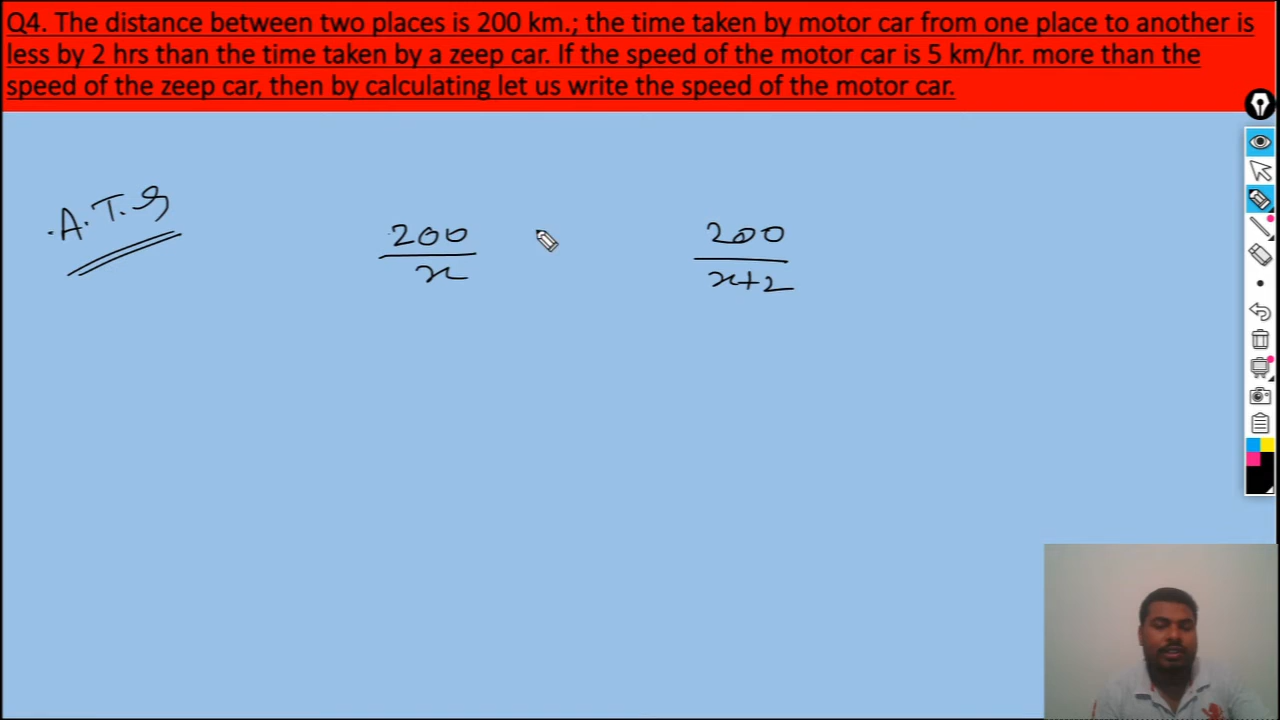 Q4. The distance between two places is 200 km.; the time taken by motor car from one place to another is
less by 2 hrs than the time taken by a zeep car. If the speed of the motor car is 5 km/hr. more than the
speed of the zeep car, then by calculating let us write the speed of the motor car.
.A.T.S
200 200
x x+2